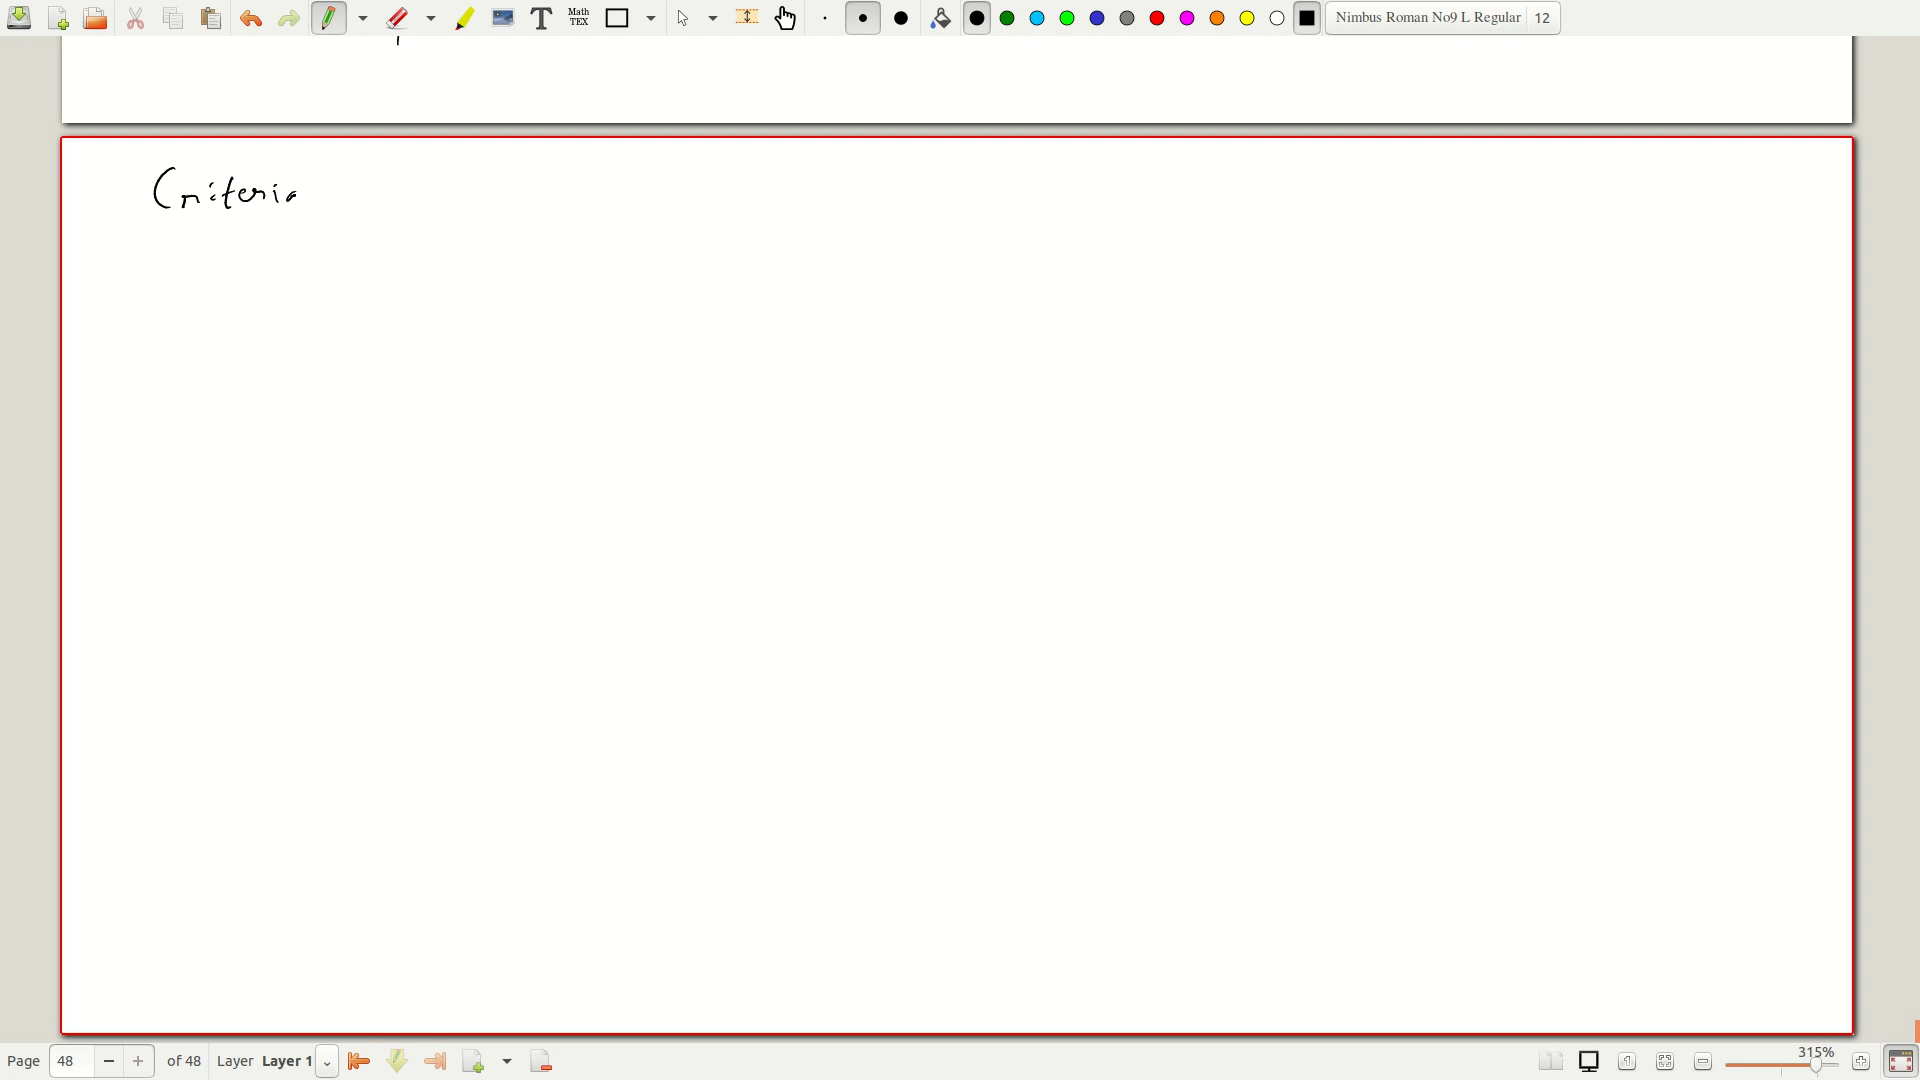 Math
TEX
Nimbus Roman No9 L Regular 12
Criteria
Page 48 of 48 Layer Layer 1
315%